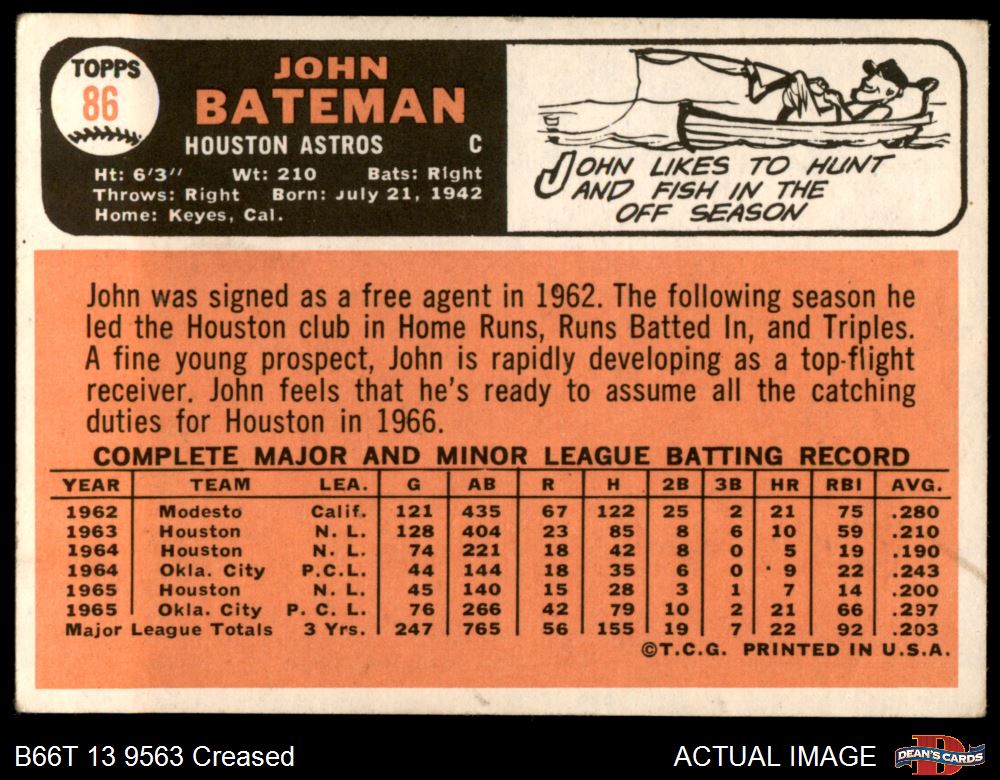 TOPPS
86
JOHN
BATEMAN
HOUSTON ASTROS C
Ht: 6'3" Wt: 210 Bats: Right
Throws: Right Born: July 21, 1942
Home: Keyes, Cal.
JOHN LIKES TO HUNT
AND FISH IN THE
OFF SEASON
John was signed as a free agent in 1962. The following season he
led the Houston club in Home Runs, Runs Batted In, and Triples.
A fine young prospect, John is rapidly developing as a top-flight
receiver. John feels that he's ready to assume all the catching
duties for Houston in 1966.
COMPLETE MAJOR AND MINOR LEAGUE BATTING RECORD
YEAR TEAM LEA. G AB R H 2B 3B HR RBI AVG.
1962 Modesto Calif. 121 435 67 122 25 2 21 75 .280
1963 Houston N. L. 128 404 23 85 8 6 10 59 .210
1964 Houston N. L. 74 221 18 42 8 0 5 19 .190
1964 Okla. City P.C.L. 44 144 18 35 6 0 9 22 .243
1965 Houston N. L. 45 140 15 28 3 1 7 14 .200
1965 Okla. City P. C. L. 76 266 42 79 10 2 21 66 .297
Major League Totals 3 Yrs. 247 765 56 155 19 7 22 92 .203
©T.C.G. PRINTED IN U.S.A.
B66T 13 9563 Creased
ACTUAL IMAGE
D
DEAN'S CARDS